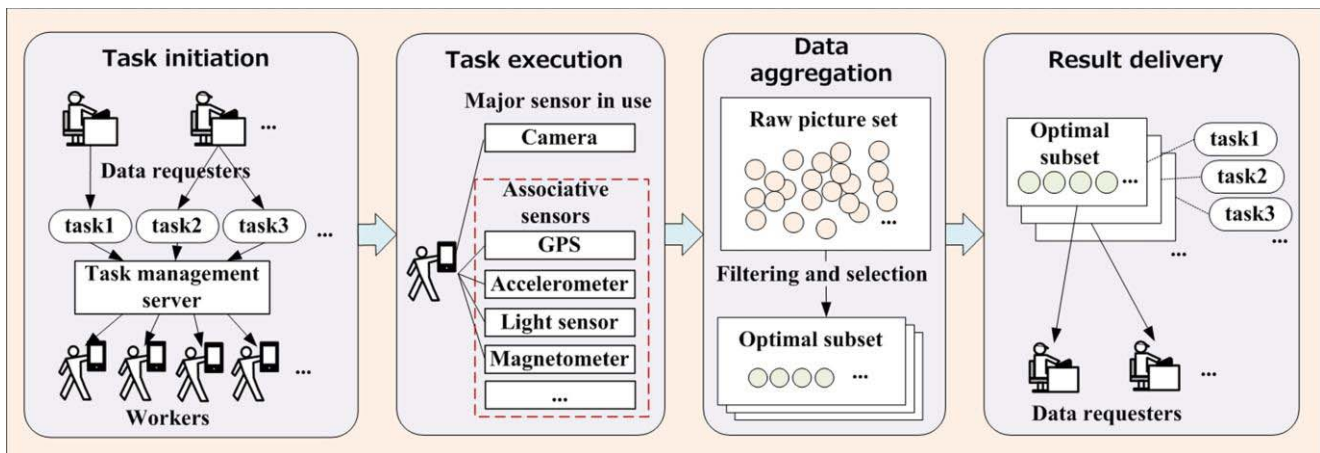 Task initiation
...
Data requesters
task1
task2
task3
...
Task management
server
...
Workers
Task execution
Major sensor in use
Camera
Associative
sensors
GPS
Accelerometer
Light sensor
Magnetometer
...
Data
aggregation
Raw picture set
...
Filtering and selection
Optimal subset
...
Result delivery
Optimal
subset
...
task1
task2
task3
...
...
...
Data requesters